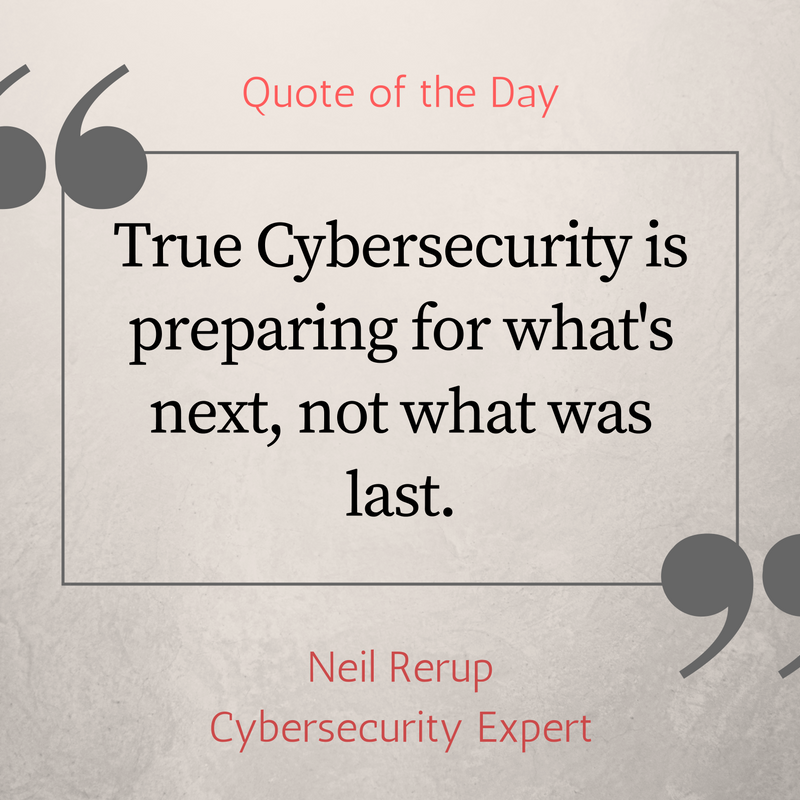 Quote of the Day
True Cybersecurity is
preparing for what's
next, not what was
last.
Neil Rerup
Cybersecurity Expert